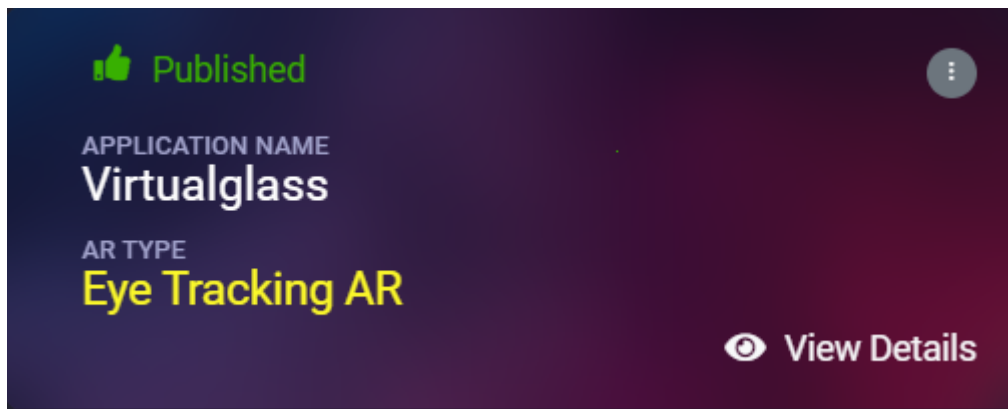 Published
APPLICATION NAME
Virtualglass
AR TYPE
Eye Tracking AR
View Details